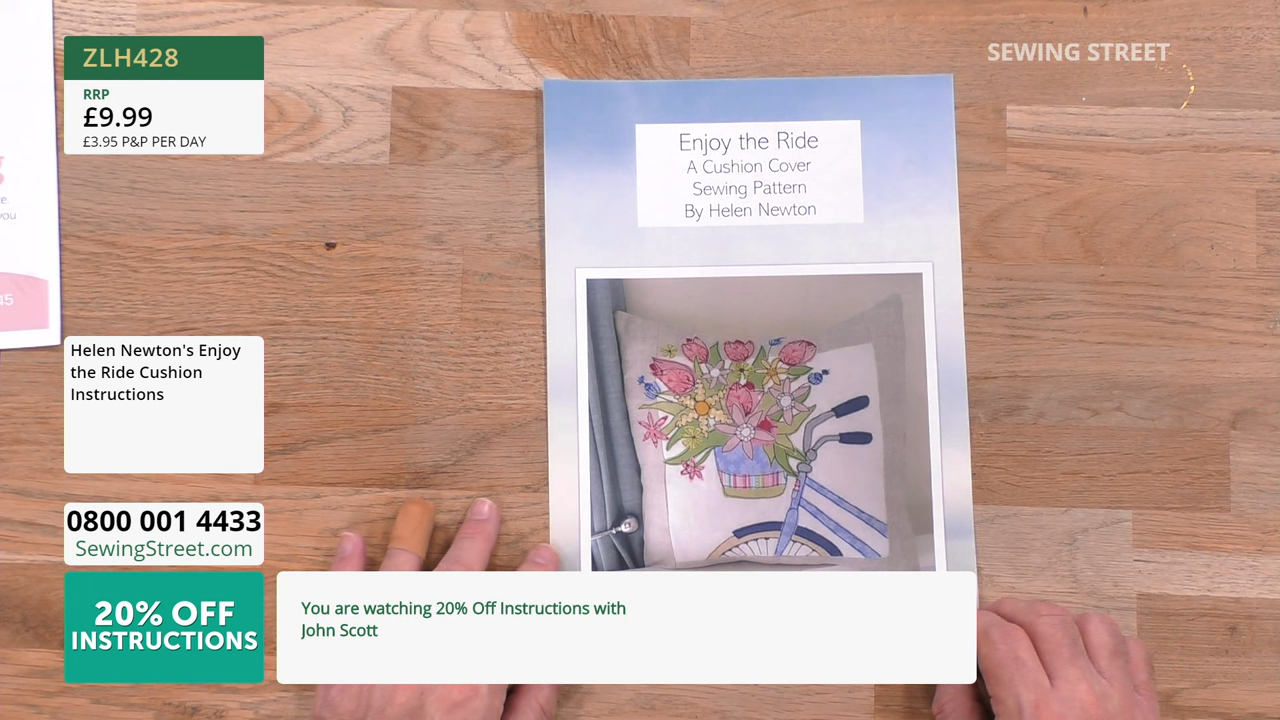 ZLH428
RRP
£9.99
£3.95 P&P PER DAY
SEWING STREET
Enjoy the Ride
A Cushion Cover
Sewing Pattern
By Helen Newton
you
45
Helen Newton's Enjoy
the Ride Cushion
Instructions
0800 001 4433
SewingStreet.com
20% OFF
INSTRUCTIONS
You are watching 20% Off Instructions with
John Scott